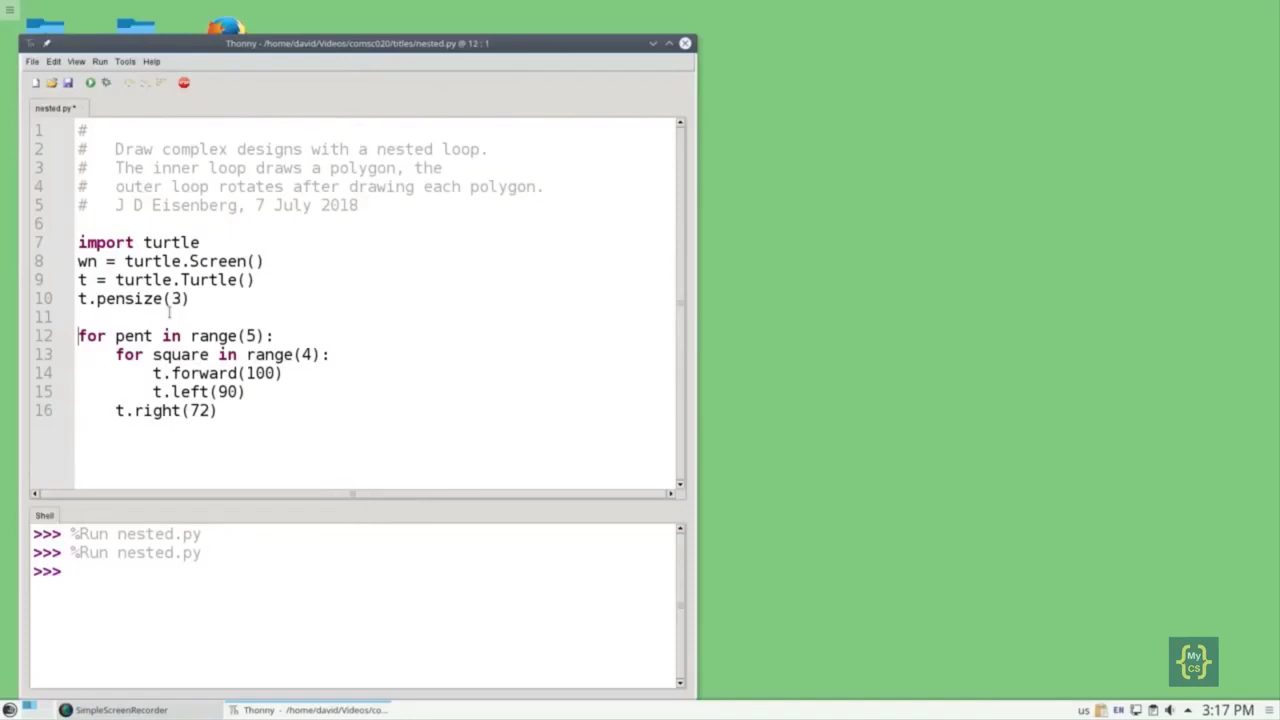 Thonny - /home/david/Videos/comsc020/titles/nested.py @ 12 : 1
File Edit View Run Tools Help
nested.py *
1 #
2 #   Draw complex designs with a nested loop.
3 #   The inner loop draws a polygon, the
4 #   outer loop rotates after drawing each polygon.
5 #   J D Eisenberg, 7 July 2018
6
7 import turtle
8 wn = turtle.Screen()
9 t = turtle.Turtle()
10 t.pensize(3)
11
12 for pent in range(5):
13     for square in range(4):
14         t.forward(100)
15         t.left(90)
16     t.right(72)
Shell
>>> %Run nested.py
>>> %Run nested.py
>>>
My
CS
SimpleScreenRecorder
Thonny - /home/david/Videos/co...
us EN 3:17 PM